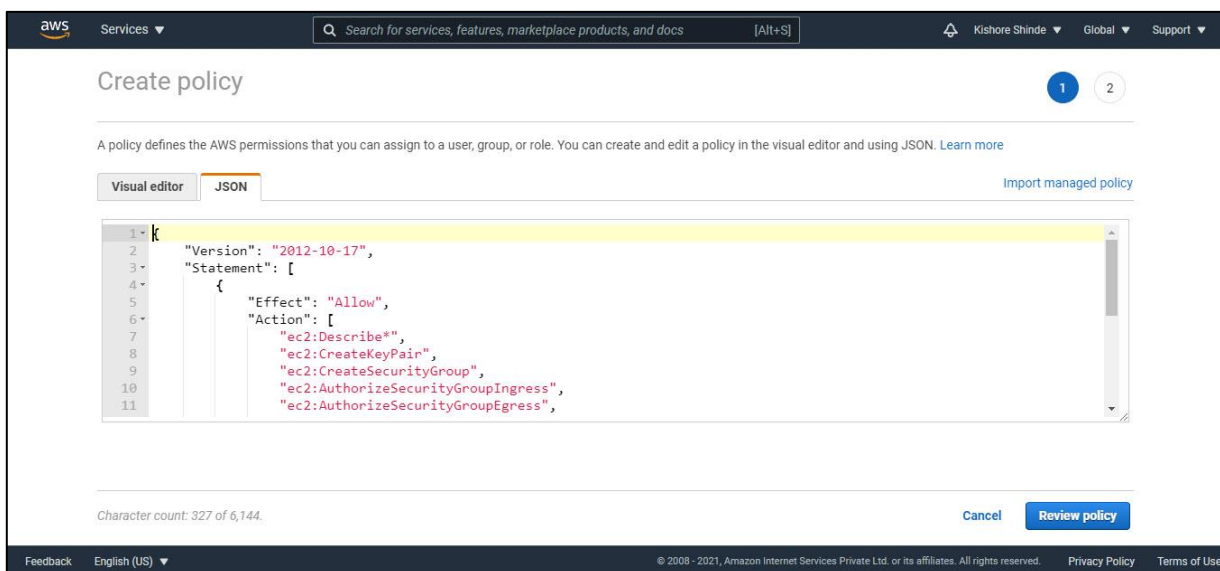 aws Services ▼ Search for services, features, marketplace products, and docs [Alt+S] Kishore Shinde ▼ Global ▼ Support ▼
Create policy 1 2
A policy defines the AWS permissions that you can assign to a user, group, or role. You can create and edit a policy in the visual editor and using JSON. Learn more
Visual editor JSON Import managed policy
1 {
2 "Version": "2012-10-17",
3 "Statement": [
4 {
5 "Effect": "Allow",
6 "Action": [
7 "ec2:Describe*",
8 "ec2:CreateKeyPair",
9 "ec2:CreateSecurityGroup",
10 "ec2:AuthorizeSecurityGroupIngress",
11 "ec2:AuthorizeSecurityGroupEgress",
Character count: 327 of 6,144. Cancel Review policy
Feedback English (US) ▼ © 2008 - 2021, Amazon Internet Services Private Ltd. or its affiliates. All rights reserved. Privacy Policy Terms of Use